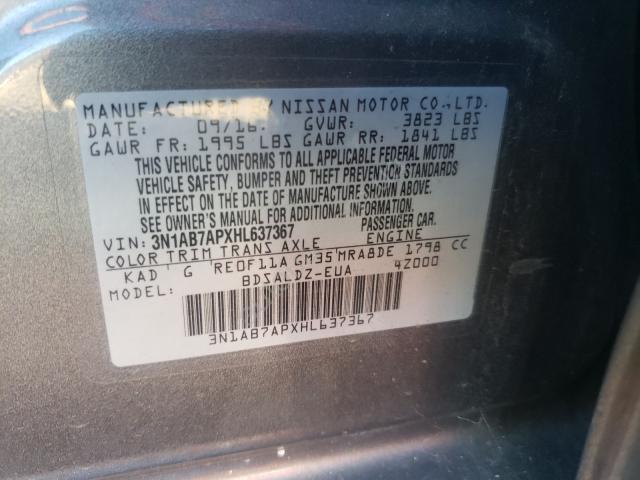 MANUFACTURED BY NISSAN MOTOR CO., LTD.
DATE: 09/16. GVWR: 3823 LBS
GAWR FR: 1995 LBS GAWR RR: 1841 LBS
THIS VEHICLE CONFORMS TO ALL APPLICABLE FEDERAL MOTOR
VEHICLE SAFETY, BUMPER AND THEFT PREVENTION STANDARDS
IN EFFECT ON THE DATE OF MANUFACTURE SHOWN ABOVE.
SEE OWNER'S MANUAL FOR ADDITIONAL INFORMATION.
VIN: 3N1AB7APXHL637367 PASSENGER CAR.
COLOR TRIM TRANS AXLE ENGINE
KAD G RE0F11A GM35 MRA8DE 1798 CC
MODEL: BDSALDZ-EUA 42000
3N1AB7APXHL637367